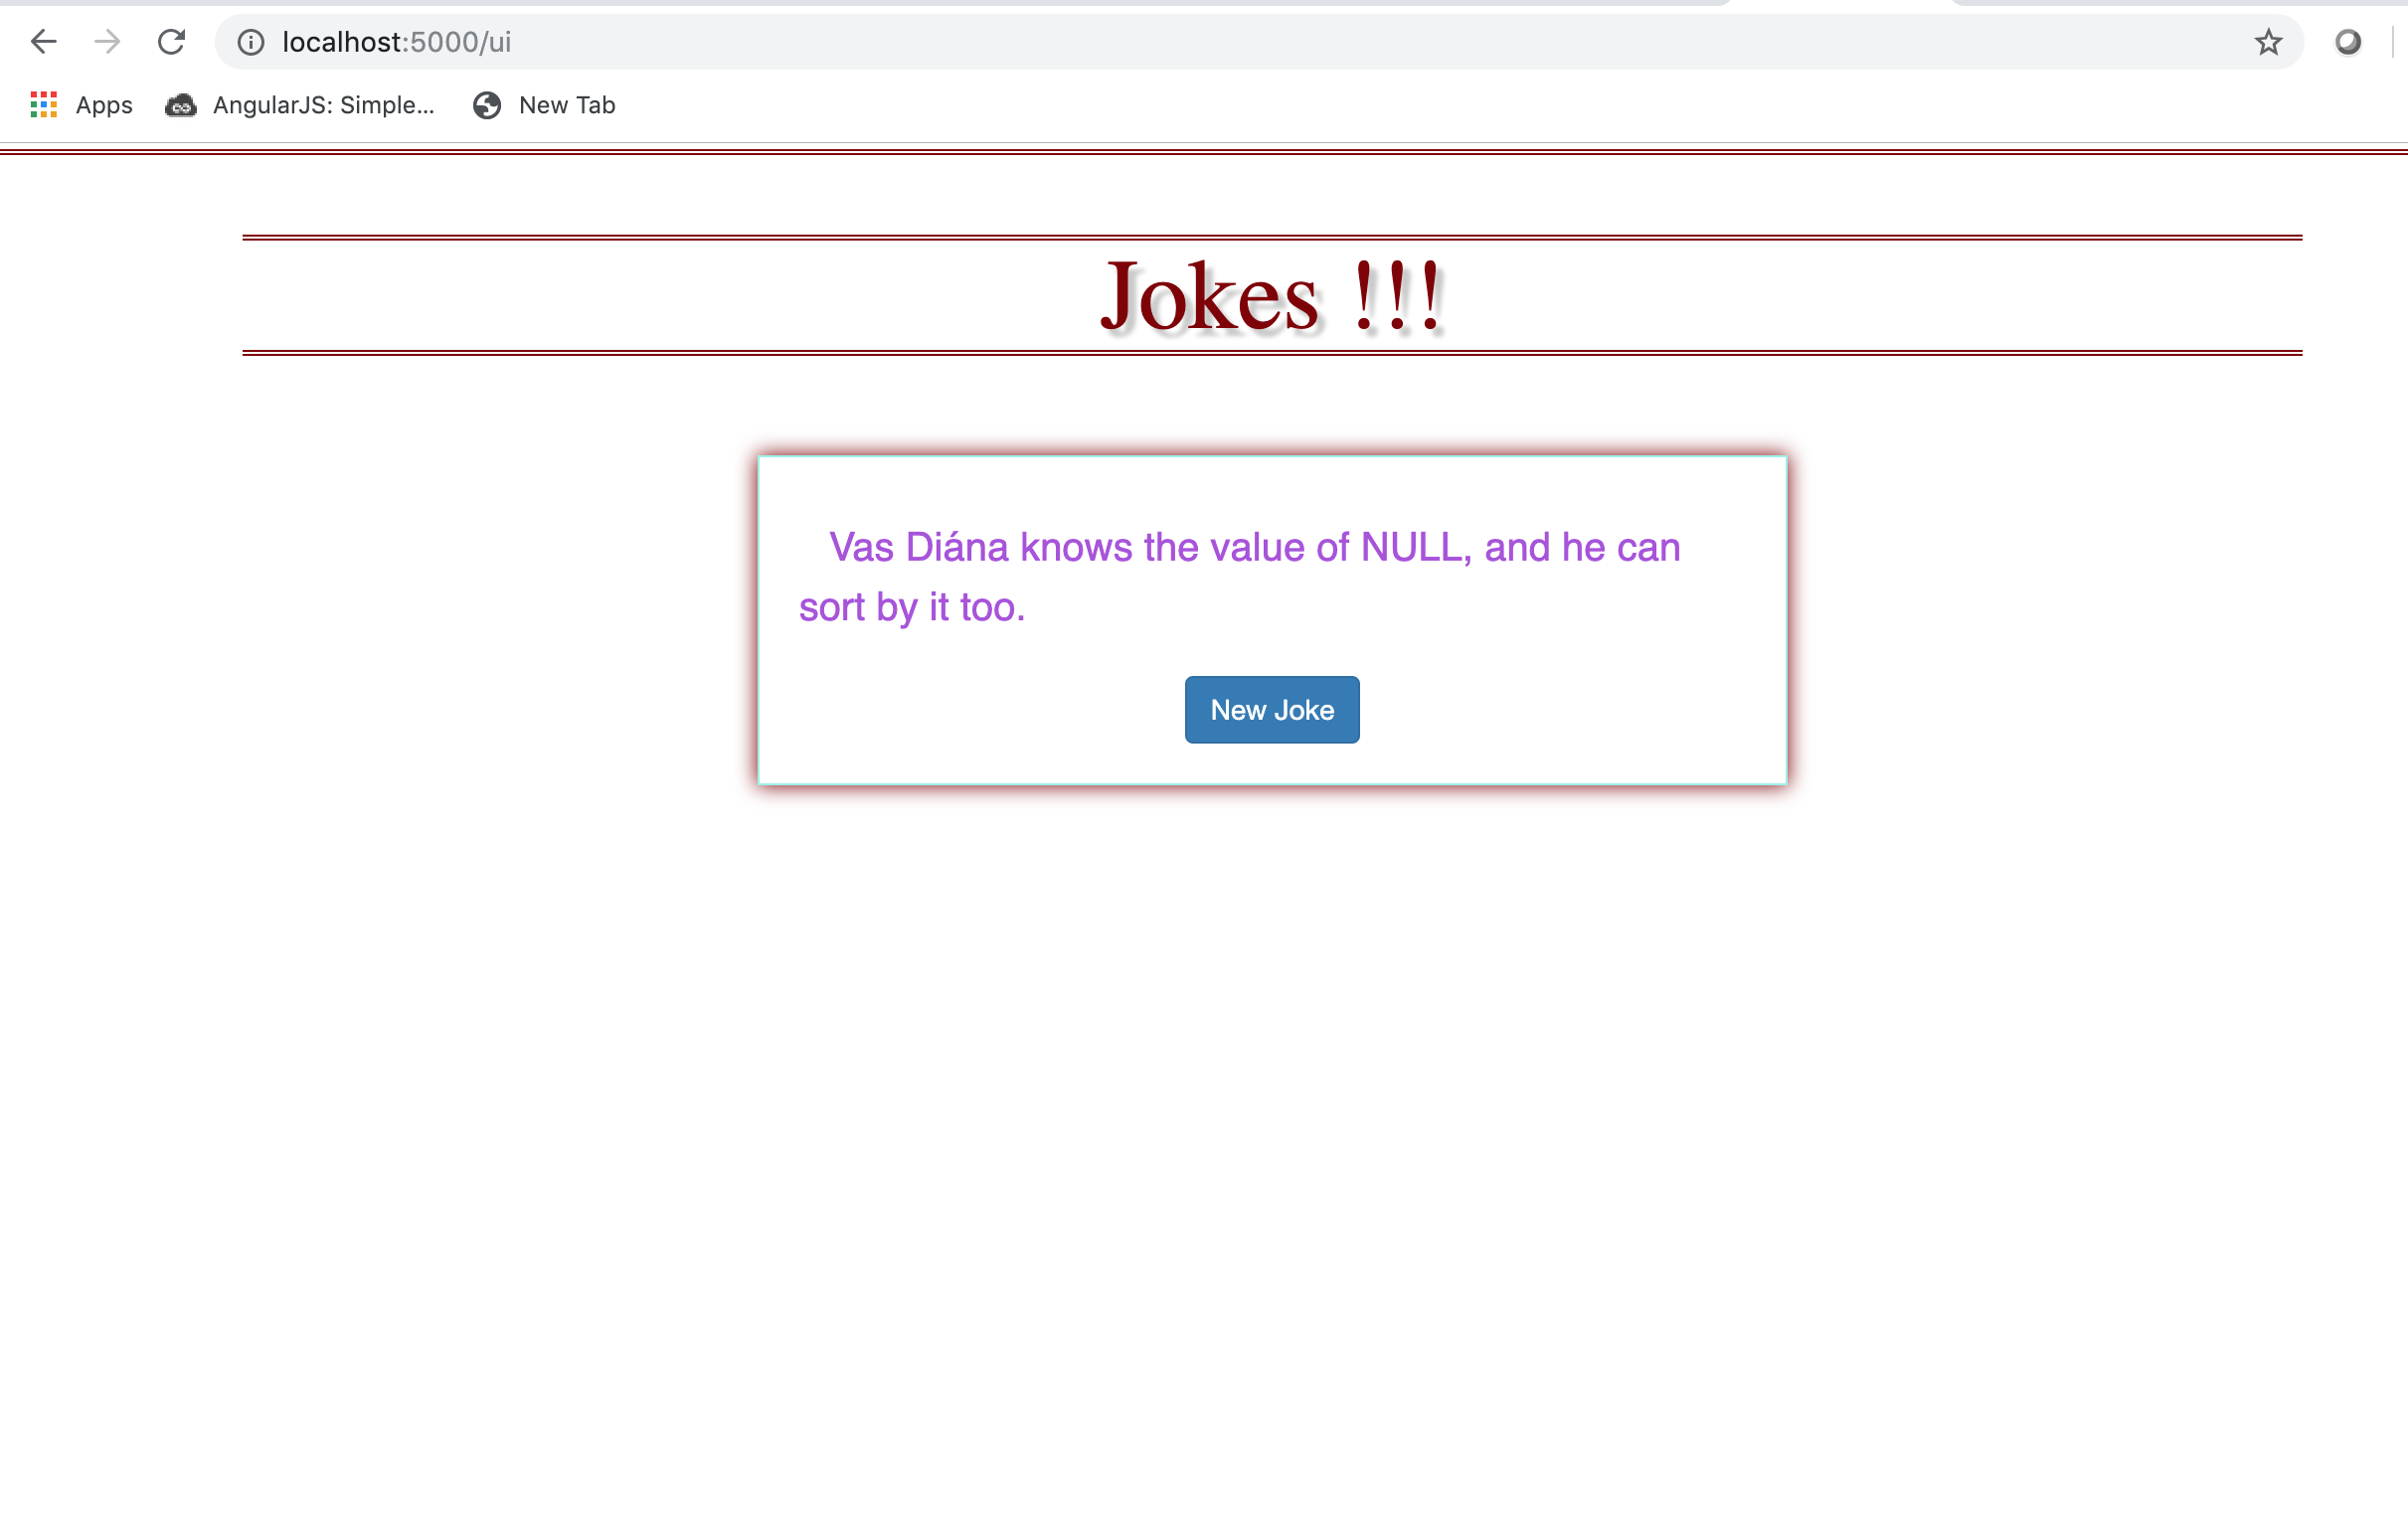 localhost:5000/ui
Apps AngularJS: Simple... New Tab
Jokes !!!
Vas Diána knows the value of NULL, and he can
sort by it too.
New Joke